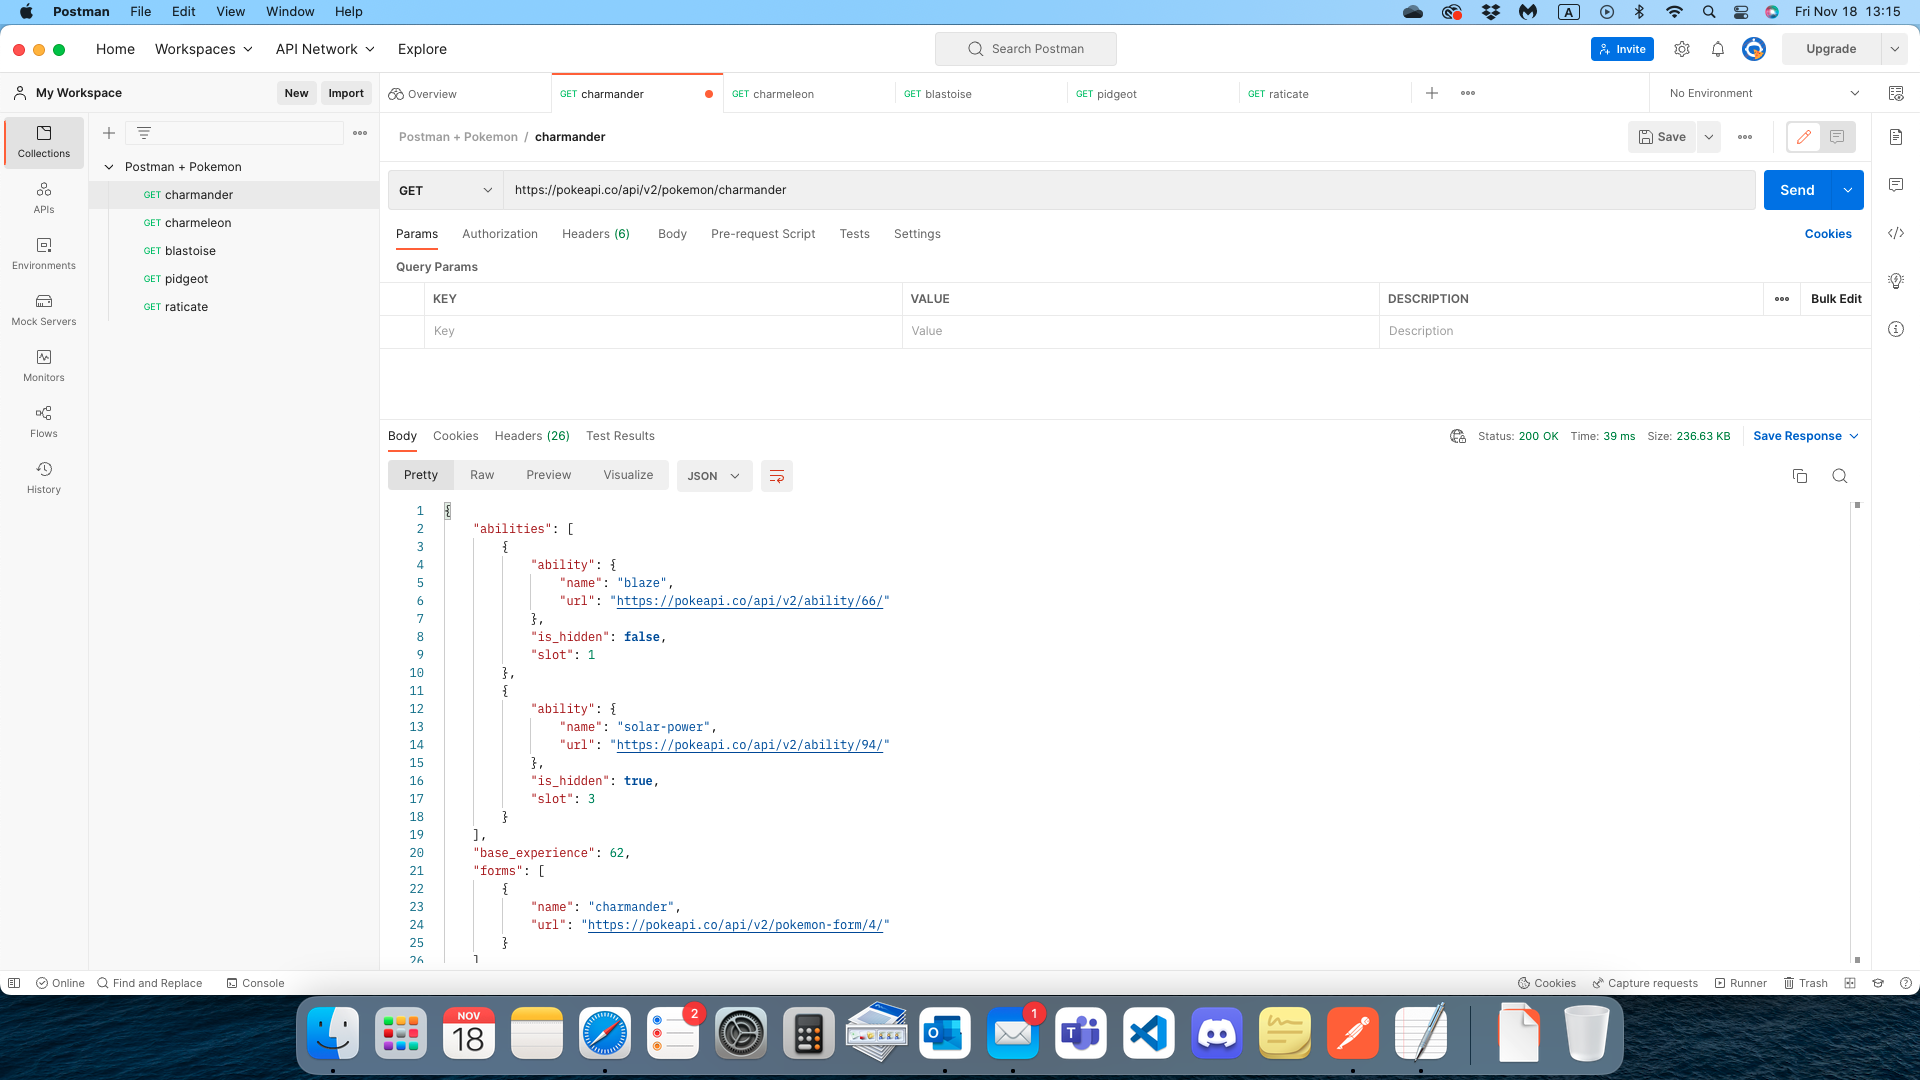 Postman File Edit View Window Help A Fri Nov 18 13:15
Home Workspaces API Network Explore Search Postman Invite Upgrade
My Workspace New Import Overview GET charmander GET charmeleon GET blastoise GET pidgeot GET raticate No Environment
Collections
APIs
Environments
Mock Servers
Monitors
Flows
History
Postman + Pokemon
GET charmander
GET charmeleon
GET blastoise
GET pidgeot
GET raticate
Postman + Pokemon / charmander Save
GET https://pokeapi.co/api/v2/pokemon/charmander Send
Params Authorization Headers (6) Body Pre-request Script Tests Settings Cookies
Query Params
KEY VALUE DESCRIPTION Bulk Edit
Key Value Description
Body Cookies Headers (26) Test Results Status: 200 OK Time: 39 ms Size: 236.63 KB Save Response
Pretty Raw Preview Visualize JSON
1 {
2 "abilities": [
3 {
4 "ability": {
5 "name": "blaze",
6 "url": "https://pokeapi.co/api/v2/ability/66/"
7 },
8 "is_hidden": false,
9 "slot": 1
10 },
11 {
12 "ability": {
13 "name": "solar-power",
14 "url": "https://pokeapi.co/api/v2/ability/94/"
15 },
16 "is_hidden": true,
17 "slot": 3
18 }
19 ],
20 "base_experience": 62,
21 "forms": [
22 {
23 "name": "charmander",
24 "url": "https://pokeapi.co/api/v2/pokemon-form/4/"
25 }
26 ]
Online Find and Replace Console Cookies Capture requests Runner Trash
NOV
18
2
1